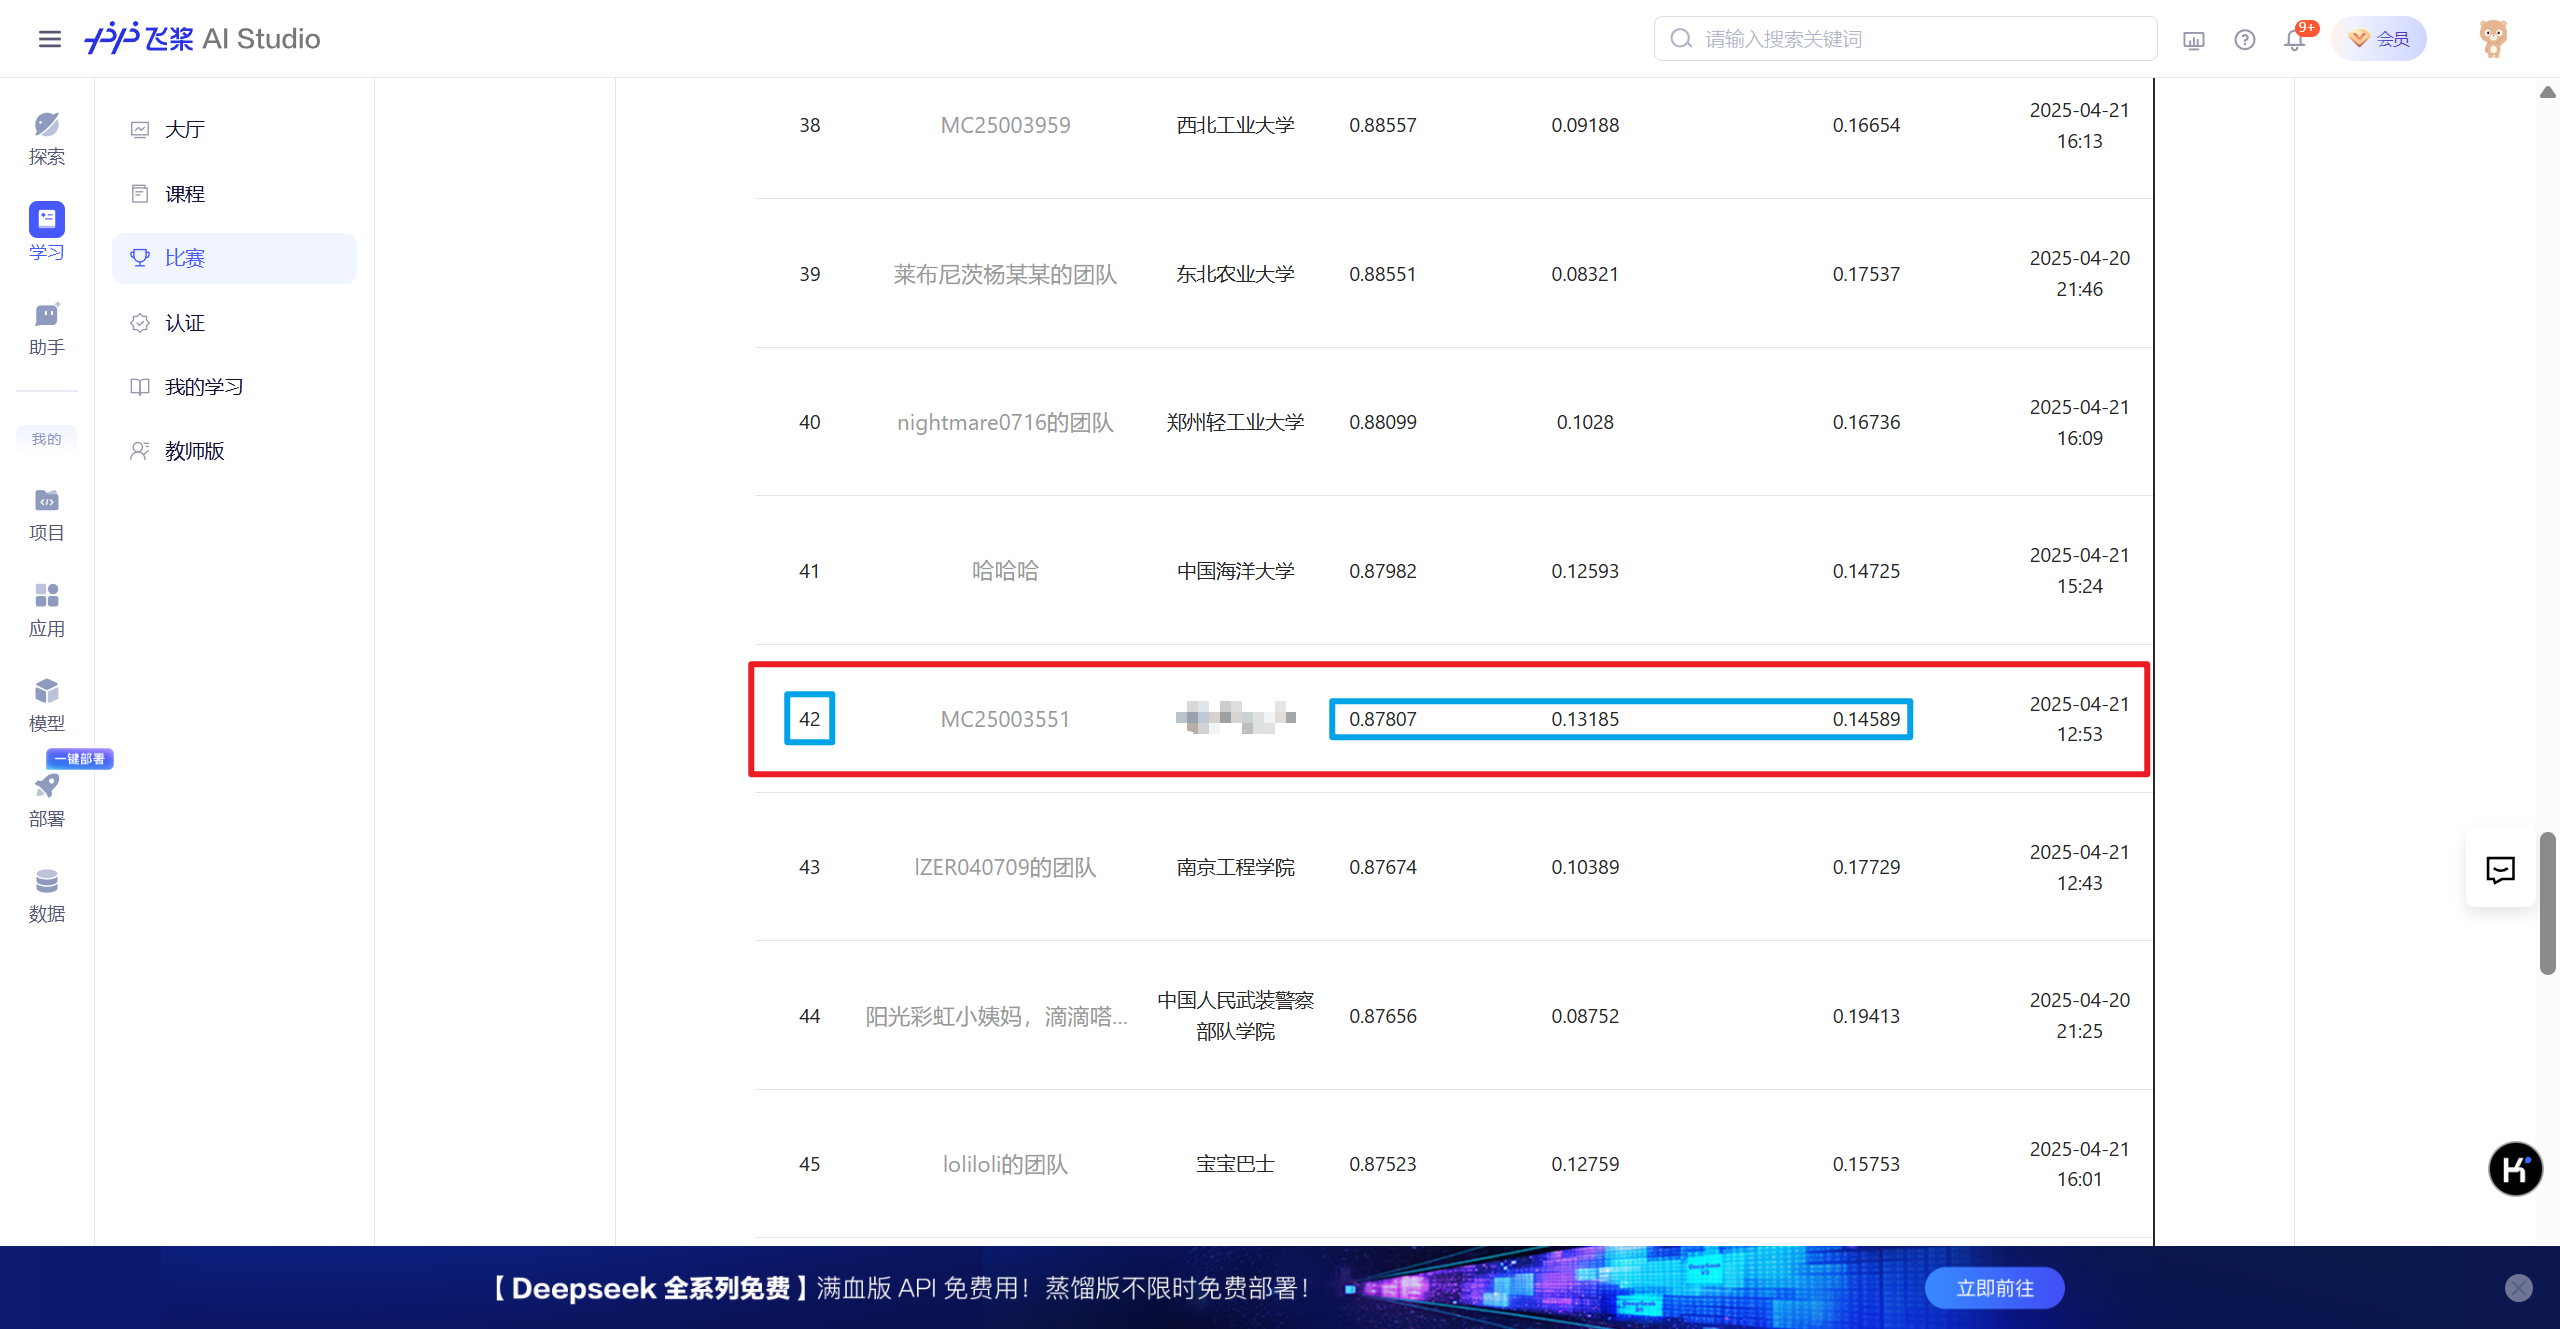 飞桨 AI Studio
请输入搜索关键词
9+
会员
探索
学习
助手
我的
项目
应用
模型
一键部署
部署
数据
大厅
课程
比赛
认证
我的学习
教师版
38 MC25003959 西北工业大学 0.88557 0.09188 0.16654 2025-04-21 16:13
39 莱布尼茨杨某某的团队 东北农业大学 0.88551 0.08321 0.17537 2025-04-20 21:46
40 nightmare0716的团队 郑州轻工业大学 0.88099 0.1028 0.16736 2025-04-21 16:09
41 哈哈哈 中国海洋大学 0.87982 0.12593 0.14725 2025-04-21 15:24
42 MC25003551 0.87807 0.13185 0.14589 2025-04-21 12:53
43 IZER040709的团队 南京工程学院 0.87674 0.10389 0.17729 2025-04-21 12:43
44 阳光彩虹小姨妈，滴滴嗒... 中国人民武装警察部队学院 0.87656 0.08752 0.19413 2025-04-20 21:25
45 loliloli的团队 宝宝巴士 0.87523 0.12759 0.15753 2025-04-21 16:01
【Deepseek 全系列免费】满血版 API 免费用！蒸馏版不限时免费部署！
立即前往